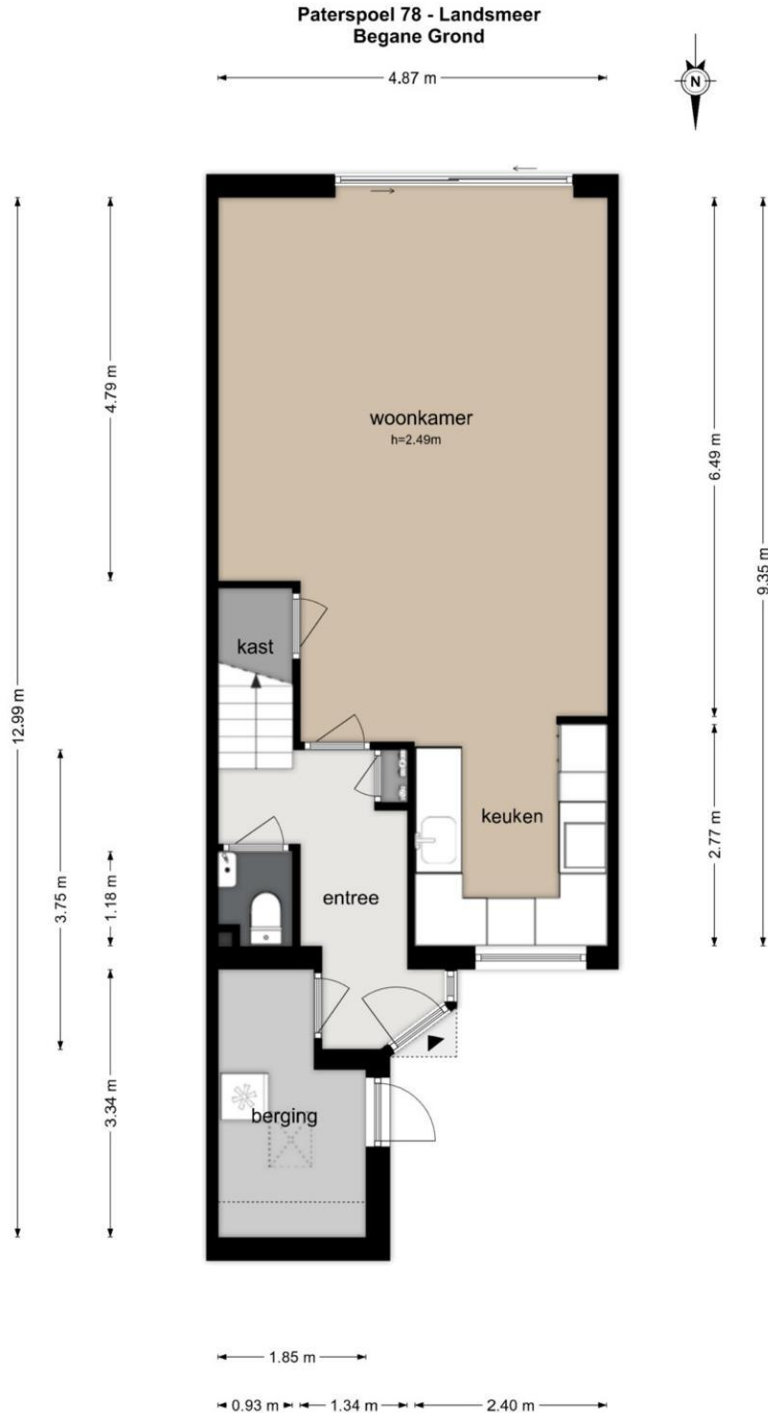 Paterspoel 78 - Landsmeer
Begane Grond
4.87 m
N
4.79 m
woonkamer
h=2.49m
6.49 m
9.35 m
kast
12.99 m
keuken
2.77 m
3.75 m
1.18 m
entree
3.34 m
berging
1.85 m
0.93 m
1.34 m
2.40 m